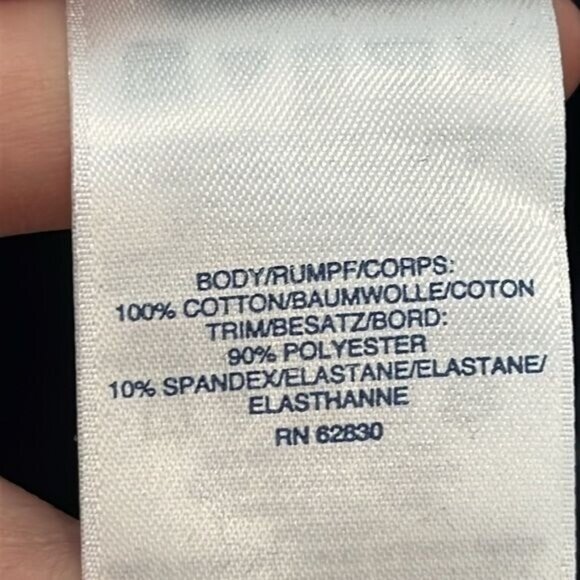 BODY/RUMPF/CORPS:
100% COTTON/BAUMWOLLE/COTON
TRIM/BESATZ/BORD:
90% POLYESTER
10% SPANDEX/ELASTANE/ELASTANE/
ELASTHANNE
RN 62830